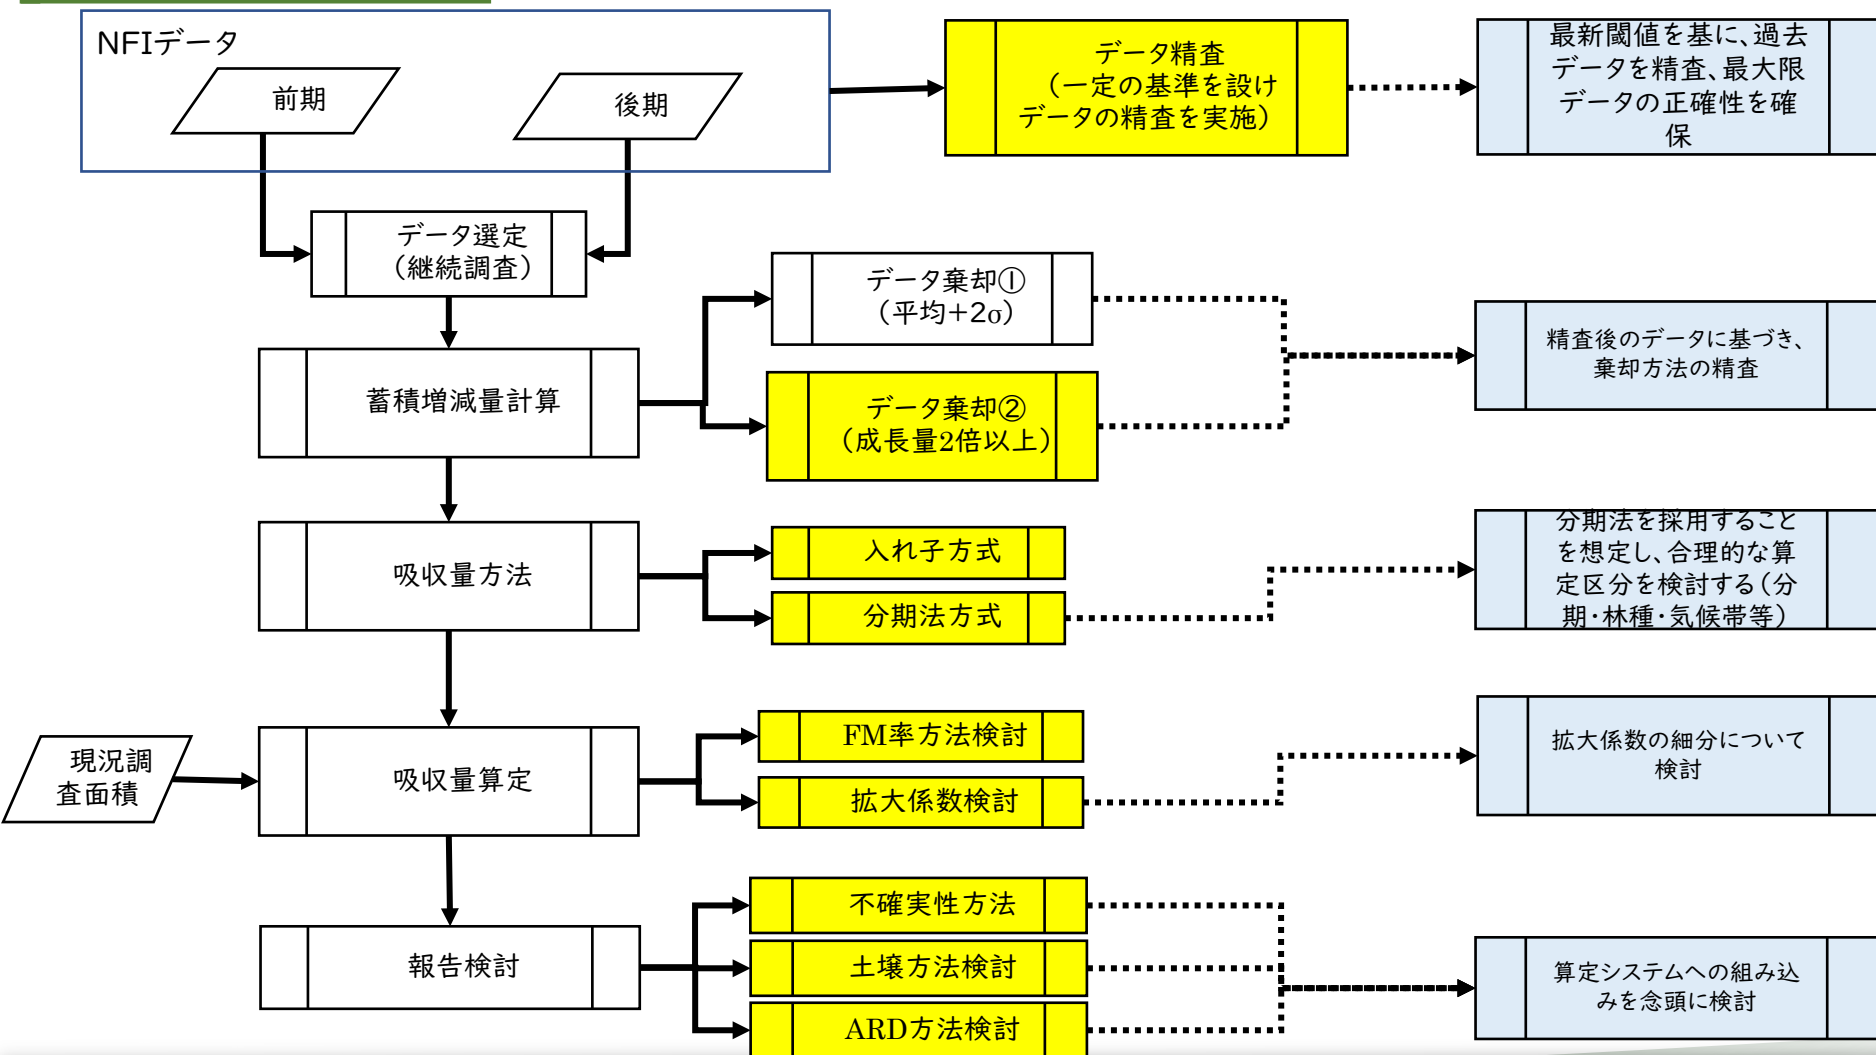 NFIデータ
前期
後期
データ精査
（一定の基準を設け
データの精査を実施）
最新閾値を基に、過去
データを精査、最大限
データの正確性を確
保
データ選定
（継続調査）
データ棄却①
（平均+2σ）
蓄積増減量計算
データ棄却②
（成長量2倍以上）
精査後のデータに基づき、
棄却方法の精査
吸収量方法
入れ子方式
分期法方式
分期法を採用すること
を想定し、合理的な算
定区分を検討する（分
期・林種・気候帯等）
現況調
査面積
吸収量算定
FM率方法検討
拡大係数検討
拡大係数の細分について
検討
報告検討
不確実性方法
土壌方法検討
ARD方法検討
算定システムへの組み込
みを念頭に検討